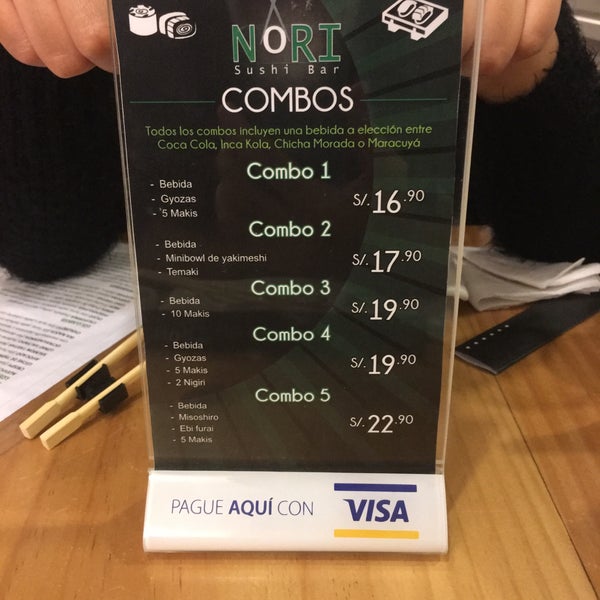 NORI
Sushi Bar
COMBOS
Todos los combos incluyen una bebida a elección entre
Coca Cola, Inca Kola, Chicha Morada o Maracuyá
Combo 1
- Bebida
- Gyozas
- 5 Makis
S/. 16.90
Combo 2
- Bebida
- Minibowl de yakimeshi
- Temaki
S/. 17.90
Combo 3
- Bebida
- 10 Makis
S/. 19.90
Combo 4
- Bebida
- Gyozas
- 5 Makis
- 2 Nigiri
S/. 19.90
Combo 5
- Bebida
- Misoshiro
- Ebi furai
- 5 Makis
S/. 22.90
PAGUE AQUÍ CON VISA